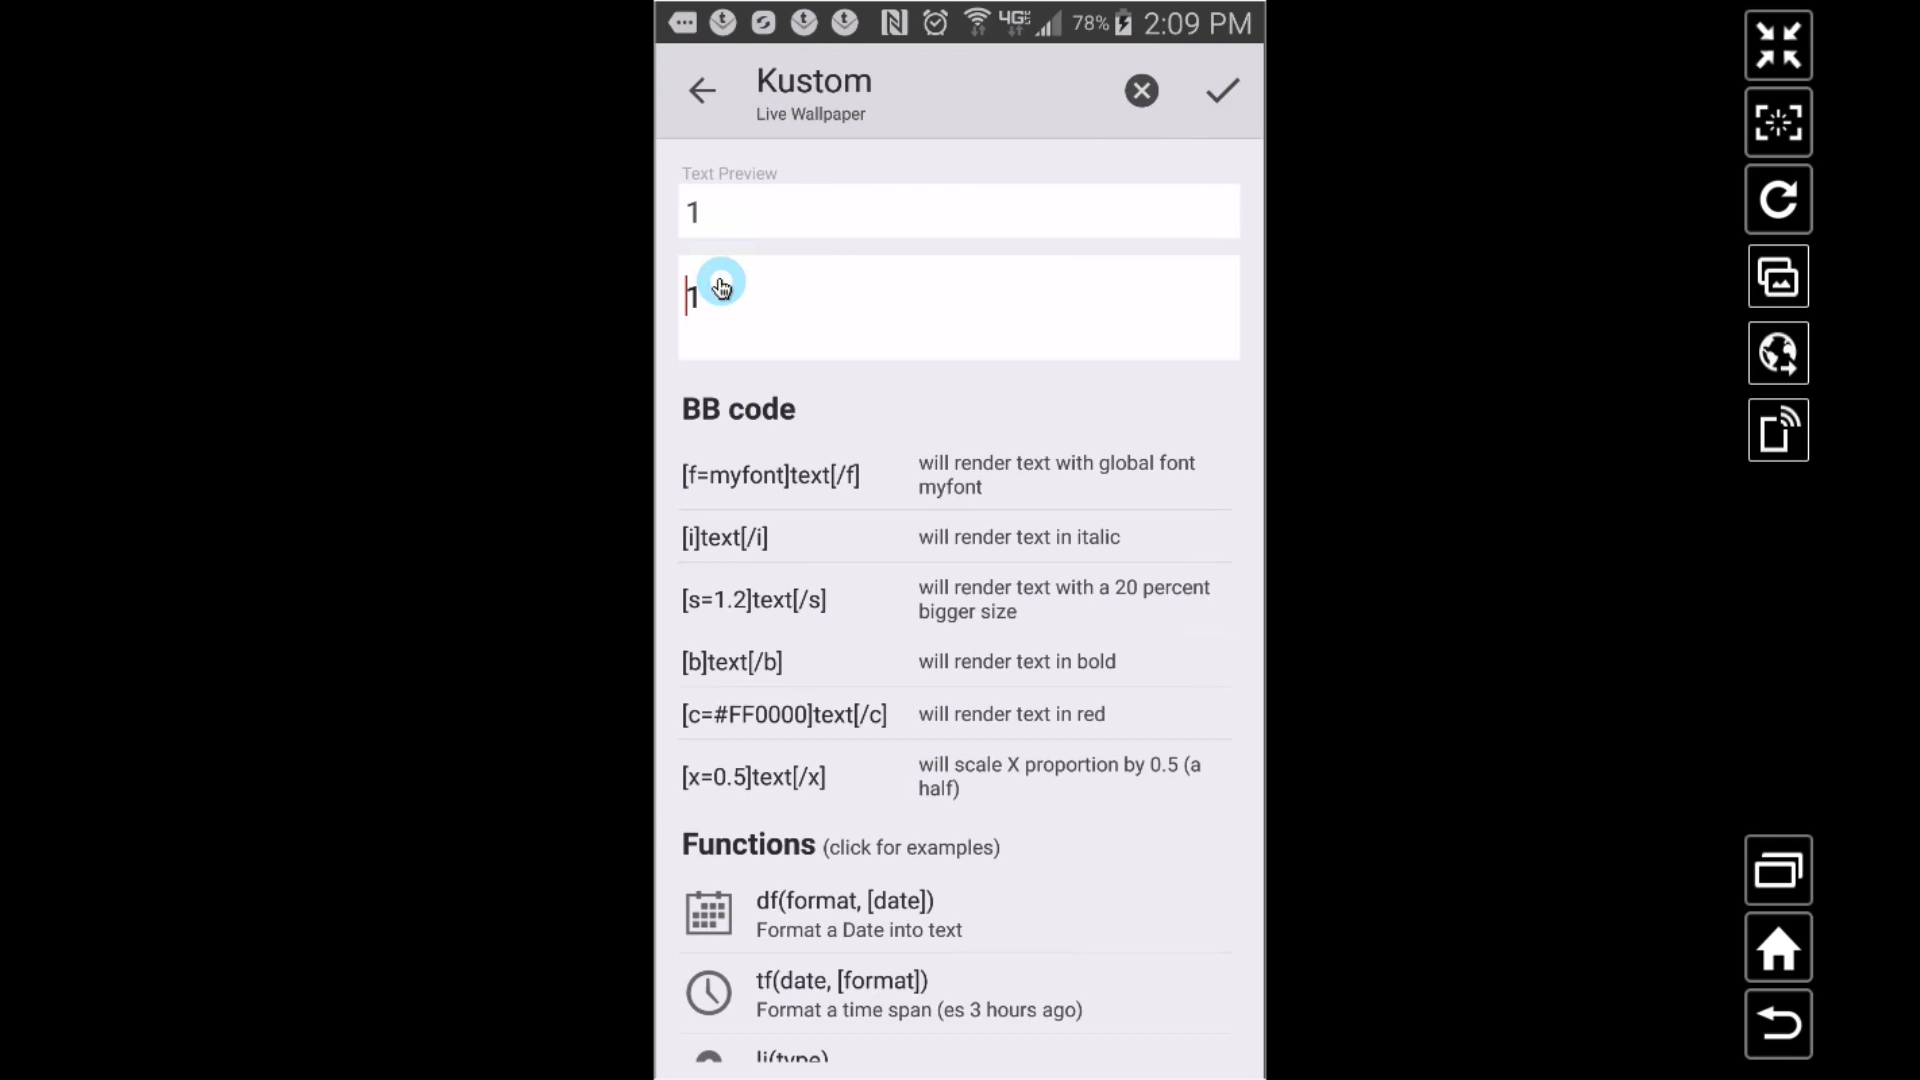 4G 78% 2:09 PM
Kustom
Live Wallpaper
Text Preview
1
1
BB code
[f=myfont]text[/f] will render text with global font
myfont
[i]text[/i] will render text in italic
[s=1.2]text[/s] will render text with a 20 percent
bigger size
[b]text[/b] will render text in bold
[c=#FF0000]text[/c] will render text in red
[x=0.5]text[/x] will scale X proportion by 0.5 (a
half)
Functions (click for examples)
df(format, [date])
Format a Date into text
tf(date, [format])
Format a time span (es 3 hours ago)
li(type)